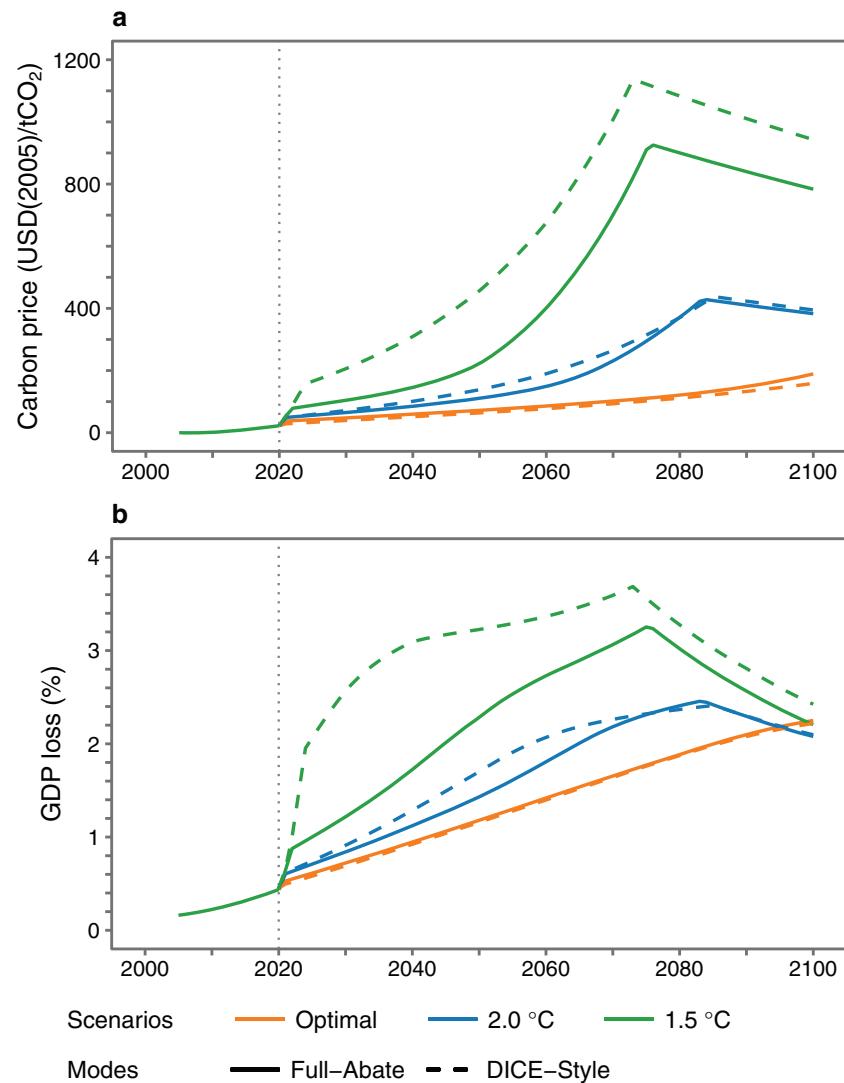 a
Carbon price (USD(2005)/tCO₂)
1200
800
400
0
2000 2020 2040 2060 2080 2100
b
GDP loss (%)
4
3
2
1
0
2000 2020 2040 2060 2080 2100
Scenarios Optimal 2.0 °C 1.5 °C
Modes Full−Abate DICE−Style